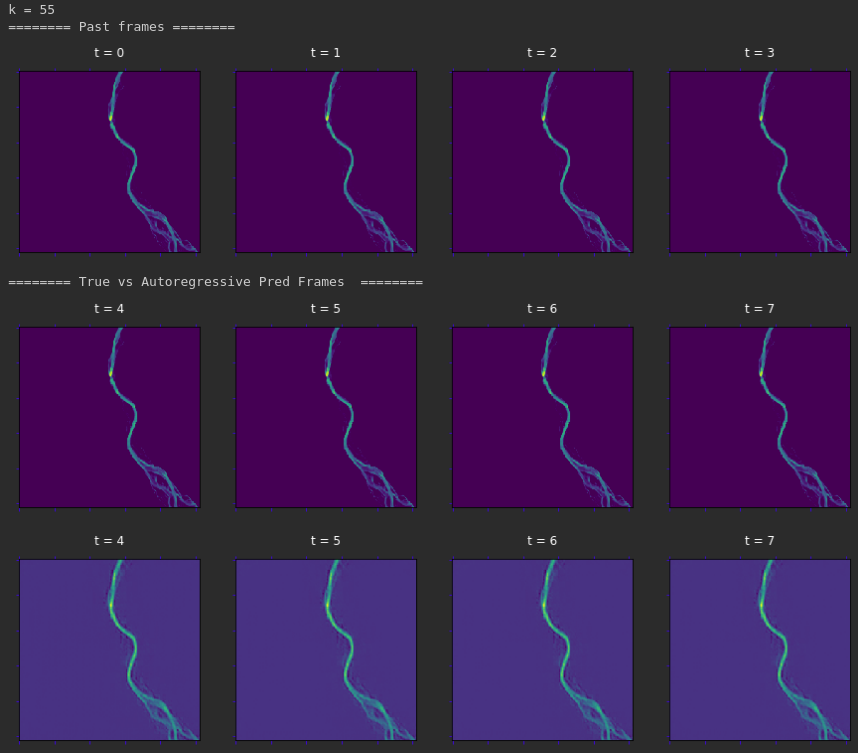 k = 55
======== Past frames ========
t = 0 t = 1 t = 2 t = 3
======== True vs Autoregressive Pred Frames  ========
t = 4 t = 5 t = 6 t = 7
t = 4 t = 5 t = 6 t = 7